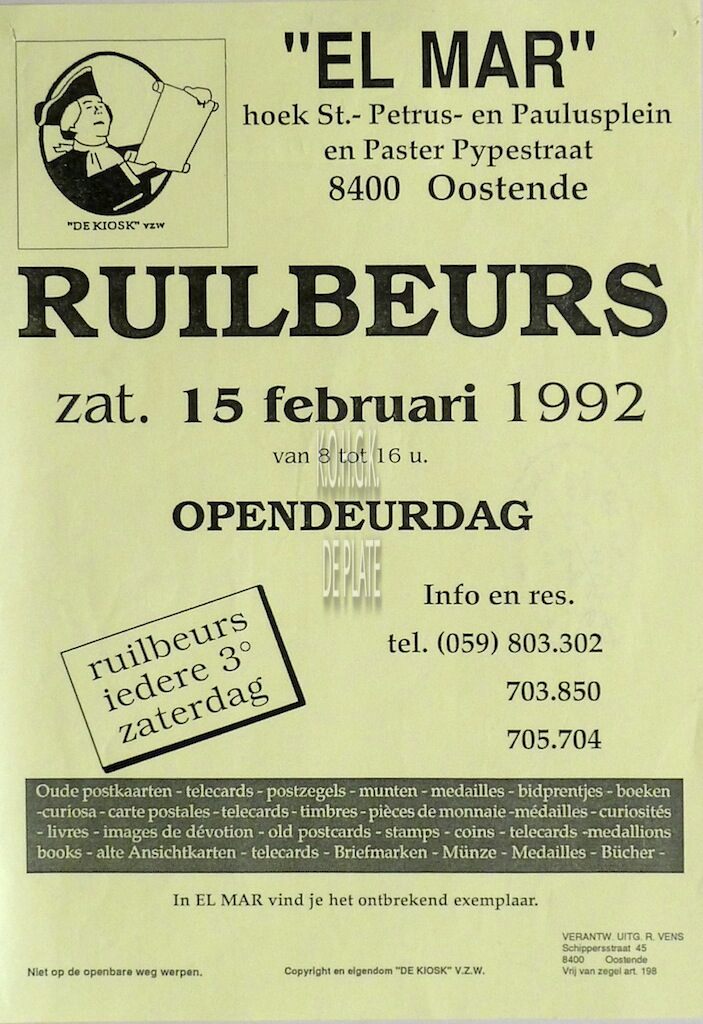 "EL MAR"
hoek St.- Petrus- en Paulusplein
en Paster Pypestraat
8400 Oostende
"DE KIOSK" VZW
RUILBEURS
zat. 15 februari 1992
van 8 tot 16 u.
K.O.H.G.K.
OPENDEURDAG
DE PLATE
Info en res.
tel. (059) 803.302
703.850
705.704
ruilbeurs
iedere 3°
zaterdag
Oude postkaarten - telecards - postzegels - munten - medailles - bidprentjes - boeken
-curiosa - carte postales - telecards - timbres - pièces de monnaie -médailles - curiosités
- livres - images de dévotion - old postcards - stamps - coins - telecards -medallions
books - alte Ansichtkarten - telecards - Briefmarken - Münze - Medailles - Bücher -
In EL MAR vind je het ontbrekend exemplaar.
VERANTW. UITG. R. VENS
Schippersstraat 45
8400 Oostende
Vrij van zegel art. 198
Niet op de openbare weg werpen.
Copyright en eigendom "DE KIOSK" V.Z.W.